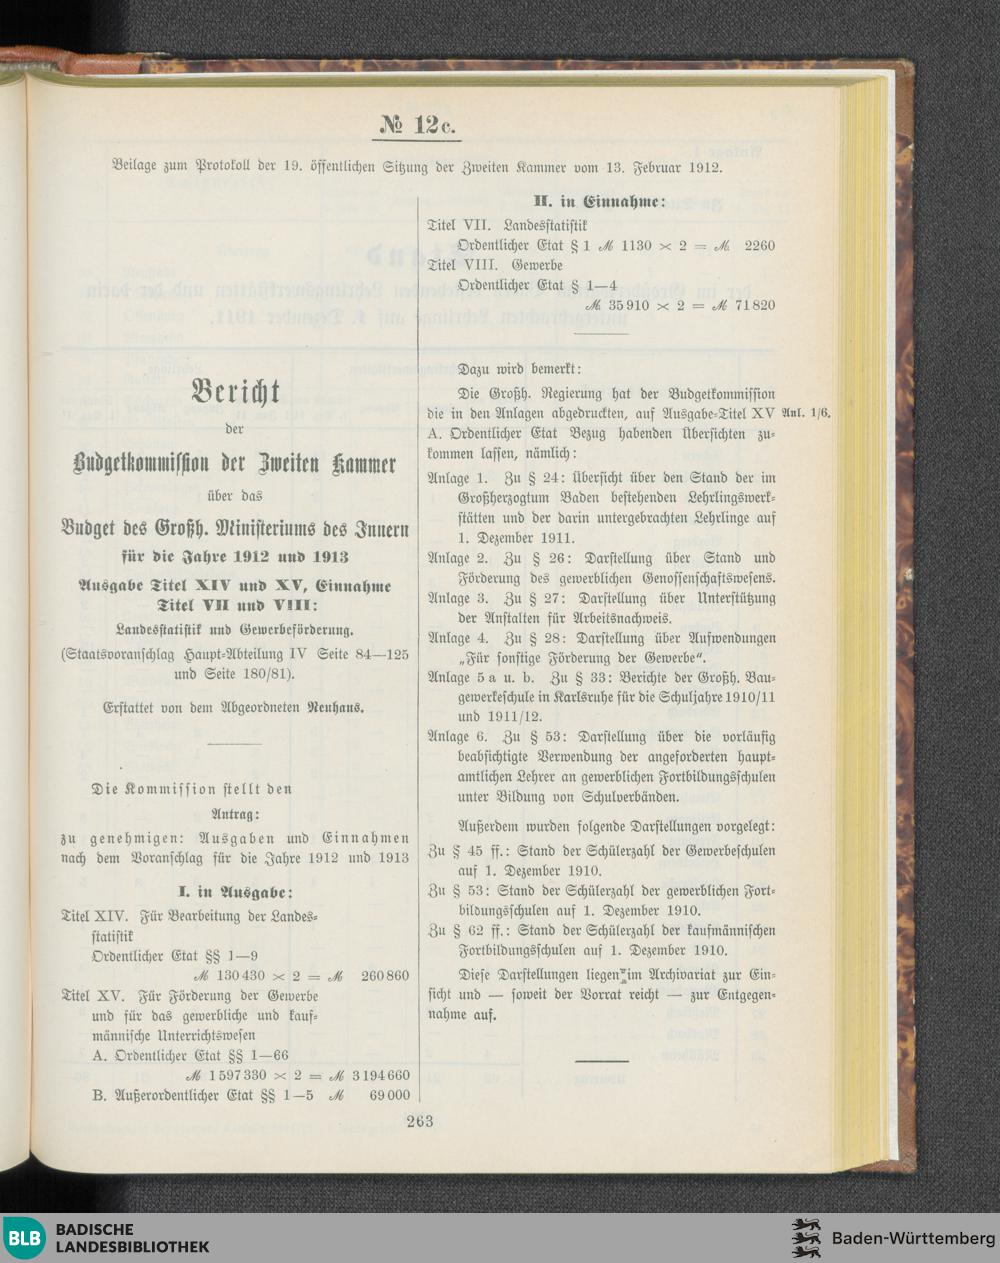 № 12c.
Beilage zum Protokoll der 19. öffentlichen Sitzung der Zweiten Kammer vom 13. Februar 1912.
Bericht
der
Budgetkommission der Zweiten Kammer
über das
Budget des Großh. Ministeriums des Innern
für die Jahre 1912 und 1913
Ausgabe Titel XIV und XV, Einnahme
Titel VII und VIII:
Landesstatistik und Gewerbeförderung.
(Staatsvoranschlag Haupt-Abteilung IV Seite 84—125
und Seite 180/81).
Erstattet von dem Abgeordneten Neuhaus.
Die Kommission stellt den
Antrag:
zu genehmigen: Ausgaben und Einnahmen
nach dem Voranschlag für die Jahre 1912 und 1913
I. in Ausgabe:
Titel XIV. Für Bearbeitung der Landes-
statistik
Ordentlicher Etat §§ 1—9
ℳ 130430 × 2 = ℳ 260860
Titel XV. Für Förderung der Gewerbe
und für das gewerbliche und kauf-
männische Unterrichtswesen
A. Ordentlicher Etat §§ 1—66
ℳ 1597330 × 2 = ℳ 3194660
B. Außerordentlicher Etat §§ 1—5 ℳ 69000
II. in Einnahme:
Titel VII. Landesstatistik
Ordentlicher Etat § 1 ℳ 1130 × 2 = ℳ 2260
Titel VIII. Gewerbe
Ordentlicher Etat § 1—4
ℳ 35910 × 2 = ℳ 71820
Dazu wird bemerkt:
Die Großh. Regierung hat der Budgetkommission
die in den Anlagen abgedruckten, auf Ausgabe-Titel XV Anl. 1/6.
A. Ordentlicher Etat Bezug habenden Übersichten zu-
kommen lassen, nämlich:
Anlage 1. Zu § 24: Übersicht über den Stand der im
Großherzogtum Baden bestehenden Lehrlingswerk-
stätten und der darin untergebrachten Lehrlinge auf
1. Dezember 1911.
Anlage 2. Zu § 26: Darstellung über Stand und
Förderung des gewerblichen Genossenschaftswesens.
Anlage 3. Zu § 27: Darstellung über Unterstützung
der Anstalten für Arbeitsnachweis.
Anlage 4. Zu § 28: Darstellung über Aufwendungen
„Für sonstige Förderung der Gewerbe“.
Anlage 5 a u. b. Zu § 33: Berichte der Großh. Bau-
gewerkeschule in Karlsruhe für die Schuljahre 1910/11
und 1911/12.
Anlage 6. Zu § 53: Darstellung über die vorläufig
beabsichtigte Verwendung der angeforderten haupt-
amtlichen Lehrer an gewerblichen Fortbildungsschulen
unter Bildung von Schulverbänden.
Außerdem wurden folgende Darstellungen vorgelegt:
Zu § 45 ff.: Stand der Schülerzahl der Gewerbeschulen
auf 1. Dezember 1910.
Zu § 53: Stand der Schülerzahl der gewerblichen Fort-
bildungsschulen auf 1. Dezember 1910.
Zu § 62 ff.: Stand der Schülerzahl der kaufmännischen
Fortbildungsschulen auf 1. Dezember 1910.
Diese Darstellungen liegen im Archivariat zur Ein-
sicht und — soweit der Vorrat reicht — zur Entgegen-
nahme auf.
263
BLB BADISCHE
LANDESBIBLIOTHEK
Baden-Württemberg